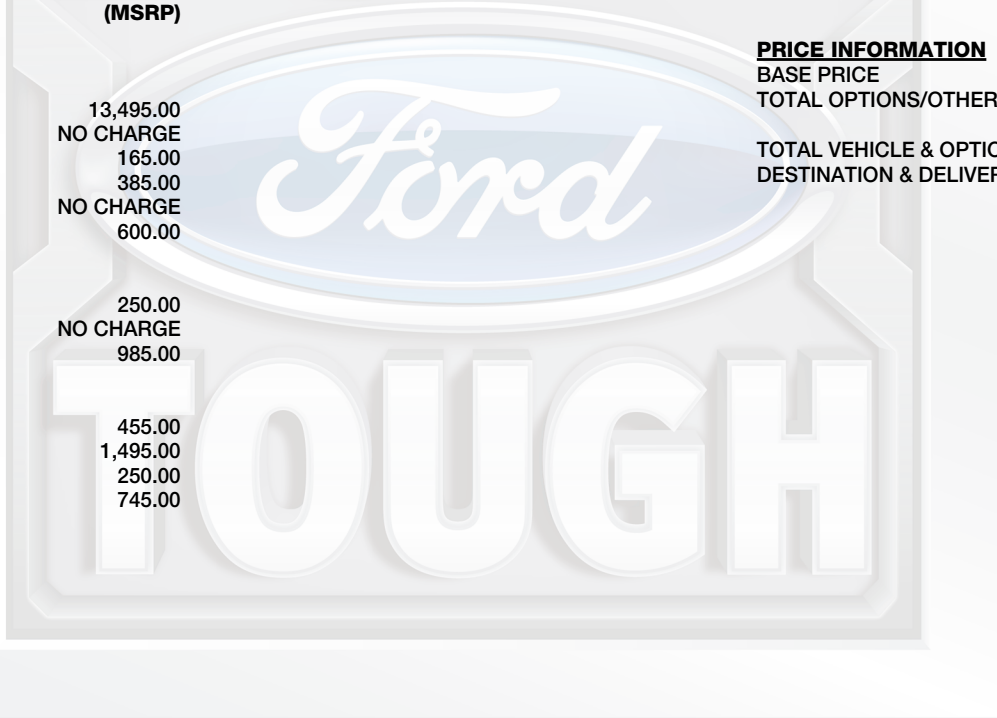 (MSRP)
13,495.00
NO CHARGE
165.00
385.00
NO CHARGE
600.00
250.00
NO CHARGE
985.00
455.00
1,495.00
250.00
745.00
PRICE INFORMATION
BASE PRICE
TOTAL OPTIONS/OTHER
TOTAL VEHICLE & OPTIO
DESTINATION & DELIVER
Ford
TOUGH